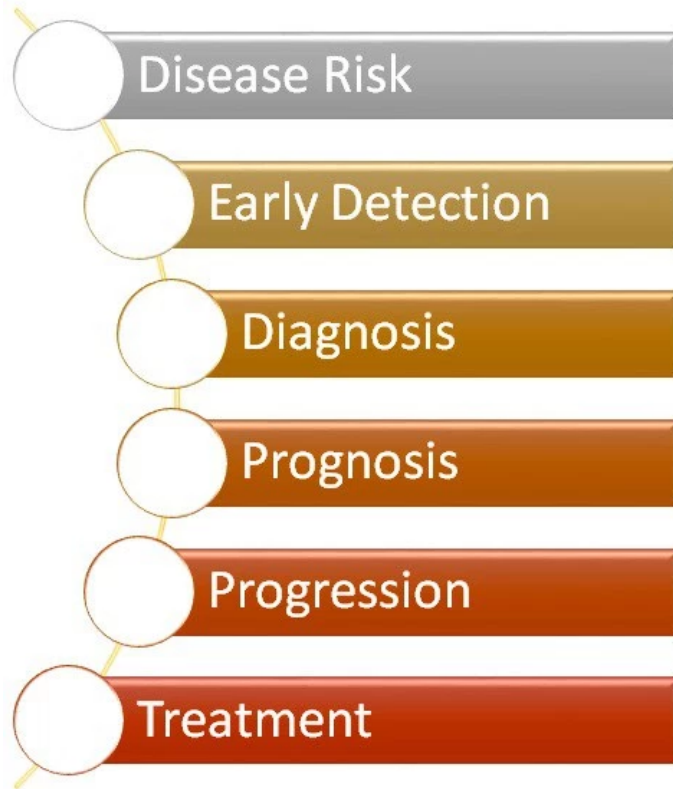 Disease Risk
Early Detection
Diagnosis
Prognosis
Progression
Treatment